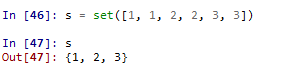 In [46]: s = set([1, 1, 2, 2, 3, 3])
In [47]: s
Out[47]: {1, 2, 3}